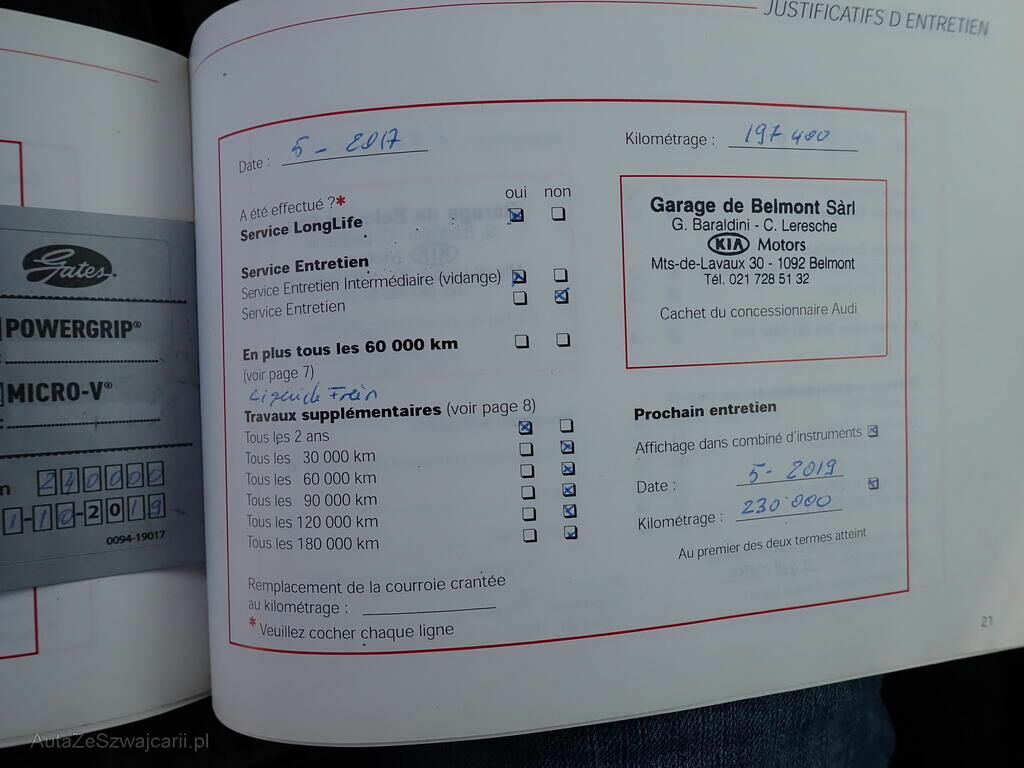 JUSTIFICATIFS D ENTRETIEN
Date : 5 - 2017
Kilométrage : 197 400
A été effectué ?* oui non
Service LongLife
Service Entretien
Service Entretien Intermédiaire (vidange)
Service Entretien
En plus tous les 60 000 km
(voir page 7)
Liquide Frein
Travaux supplémentaires (voir page 8)
Tous les 2 ans
Tous les 30 000 km
Tous les 60 000 km
Tous les 90 000 km
Tous les 120 000 km
Tous les 180 000 km
Remplacement de la courroie crantée
au kilométrage :
* Veuillez cocher chaque ligne
Garage de Belmont Sàrl
G. Baraldini - C. Leresche
KIA Motors
Mts-de-Lavaux 30 - 1092 Belmont
Tél. 021 728 51 32
Cachet du concessionnaire Audi
Prochain entretien
Affichage dans combiné d'instruments
Date : 5 - 2019
Kilométrage : 230 000
Au premier des deux termes atteint
21
Gates®
POWERGRIP®
MICRO-V®
240000
1-10-2019
0094-19017
AutaZeSzwajcarii.pl